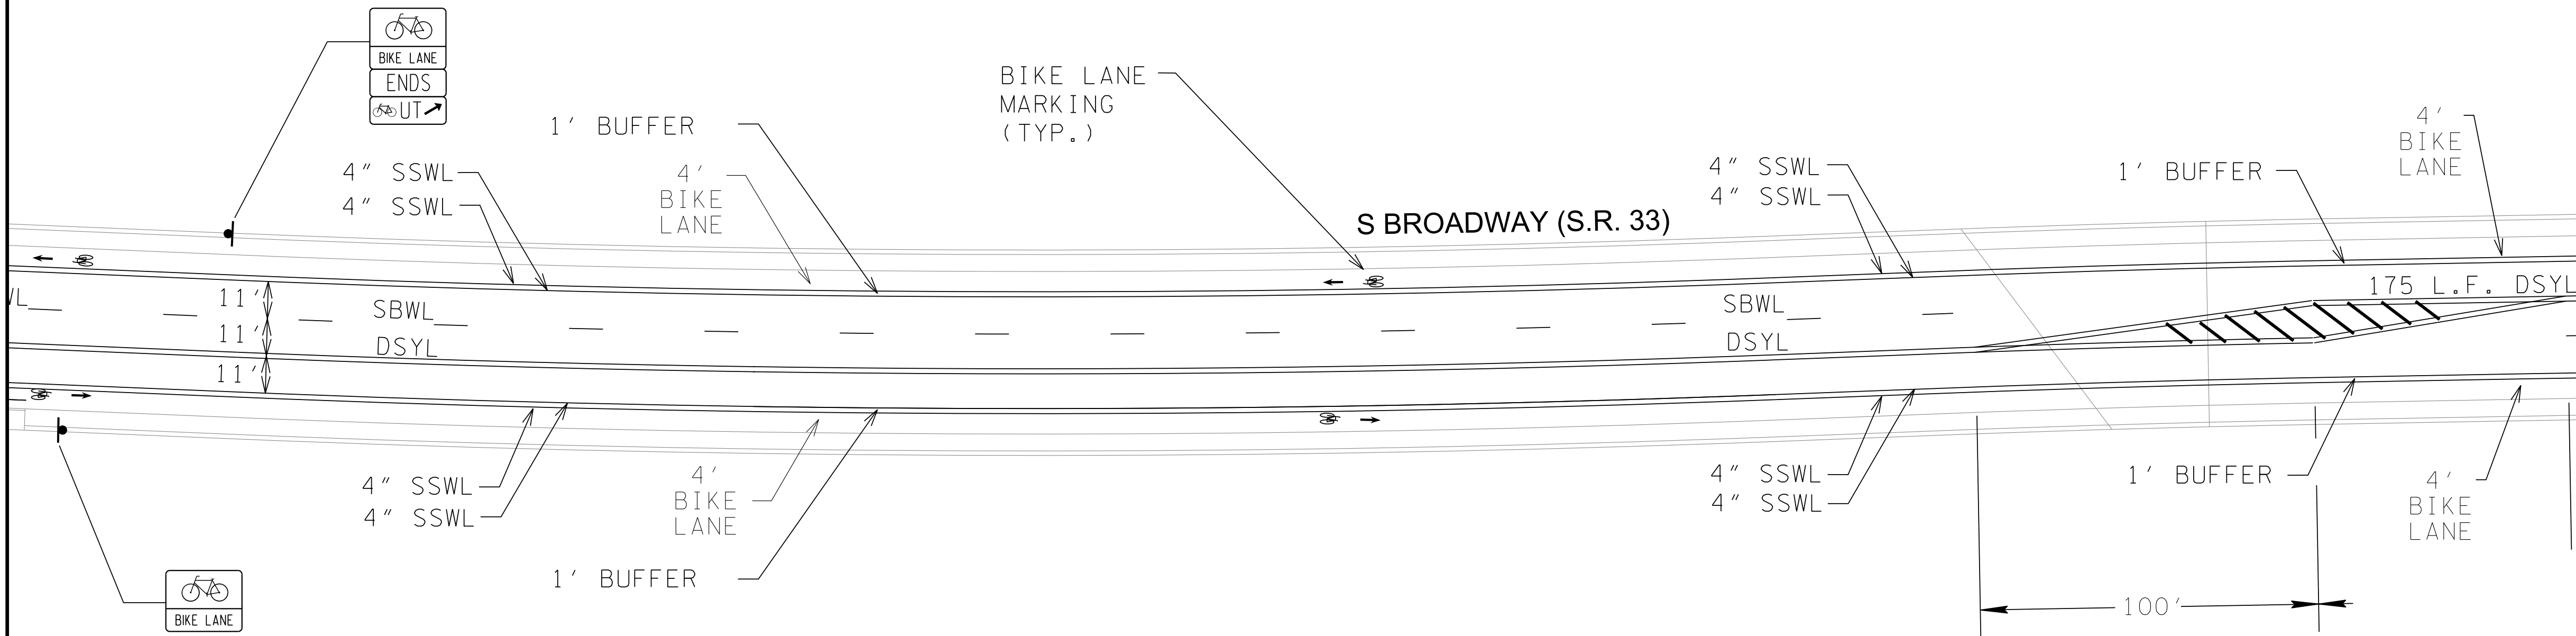 BIKE LANE
ENDS
UT
1' BUFFER
4" SSWL
4" SSWL
4'
BIKE
LANE
BIKE LANE
MARKING
(TYP.)
S BROADWAY (S.R. 33)
4" SSWL
4" SSWL
1' BUFFER
4'
BIKE
LANE
175 L.F. DSYL
WL
11'
11'
11'
SBWL
DSYL
SBWL
DSYL
4" SSWL
4" SSWL
4'
BIKE
LANE
1' BUFFER
4" SSWL
4" SSWL
1' BUFFER
4'
BIKE
LANE
100'
BIKE LANE